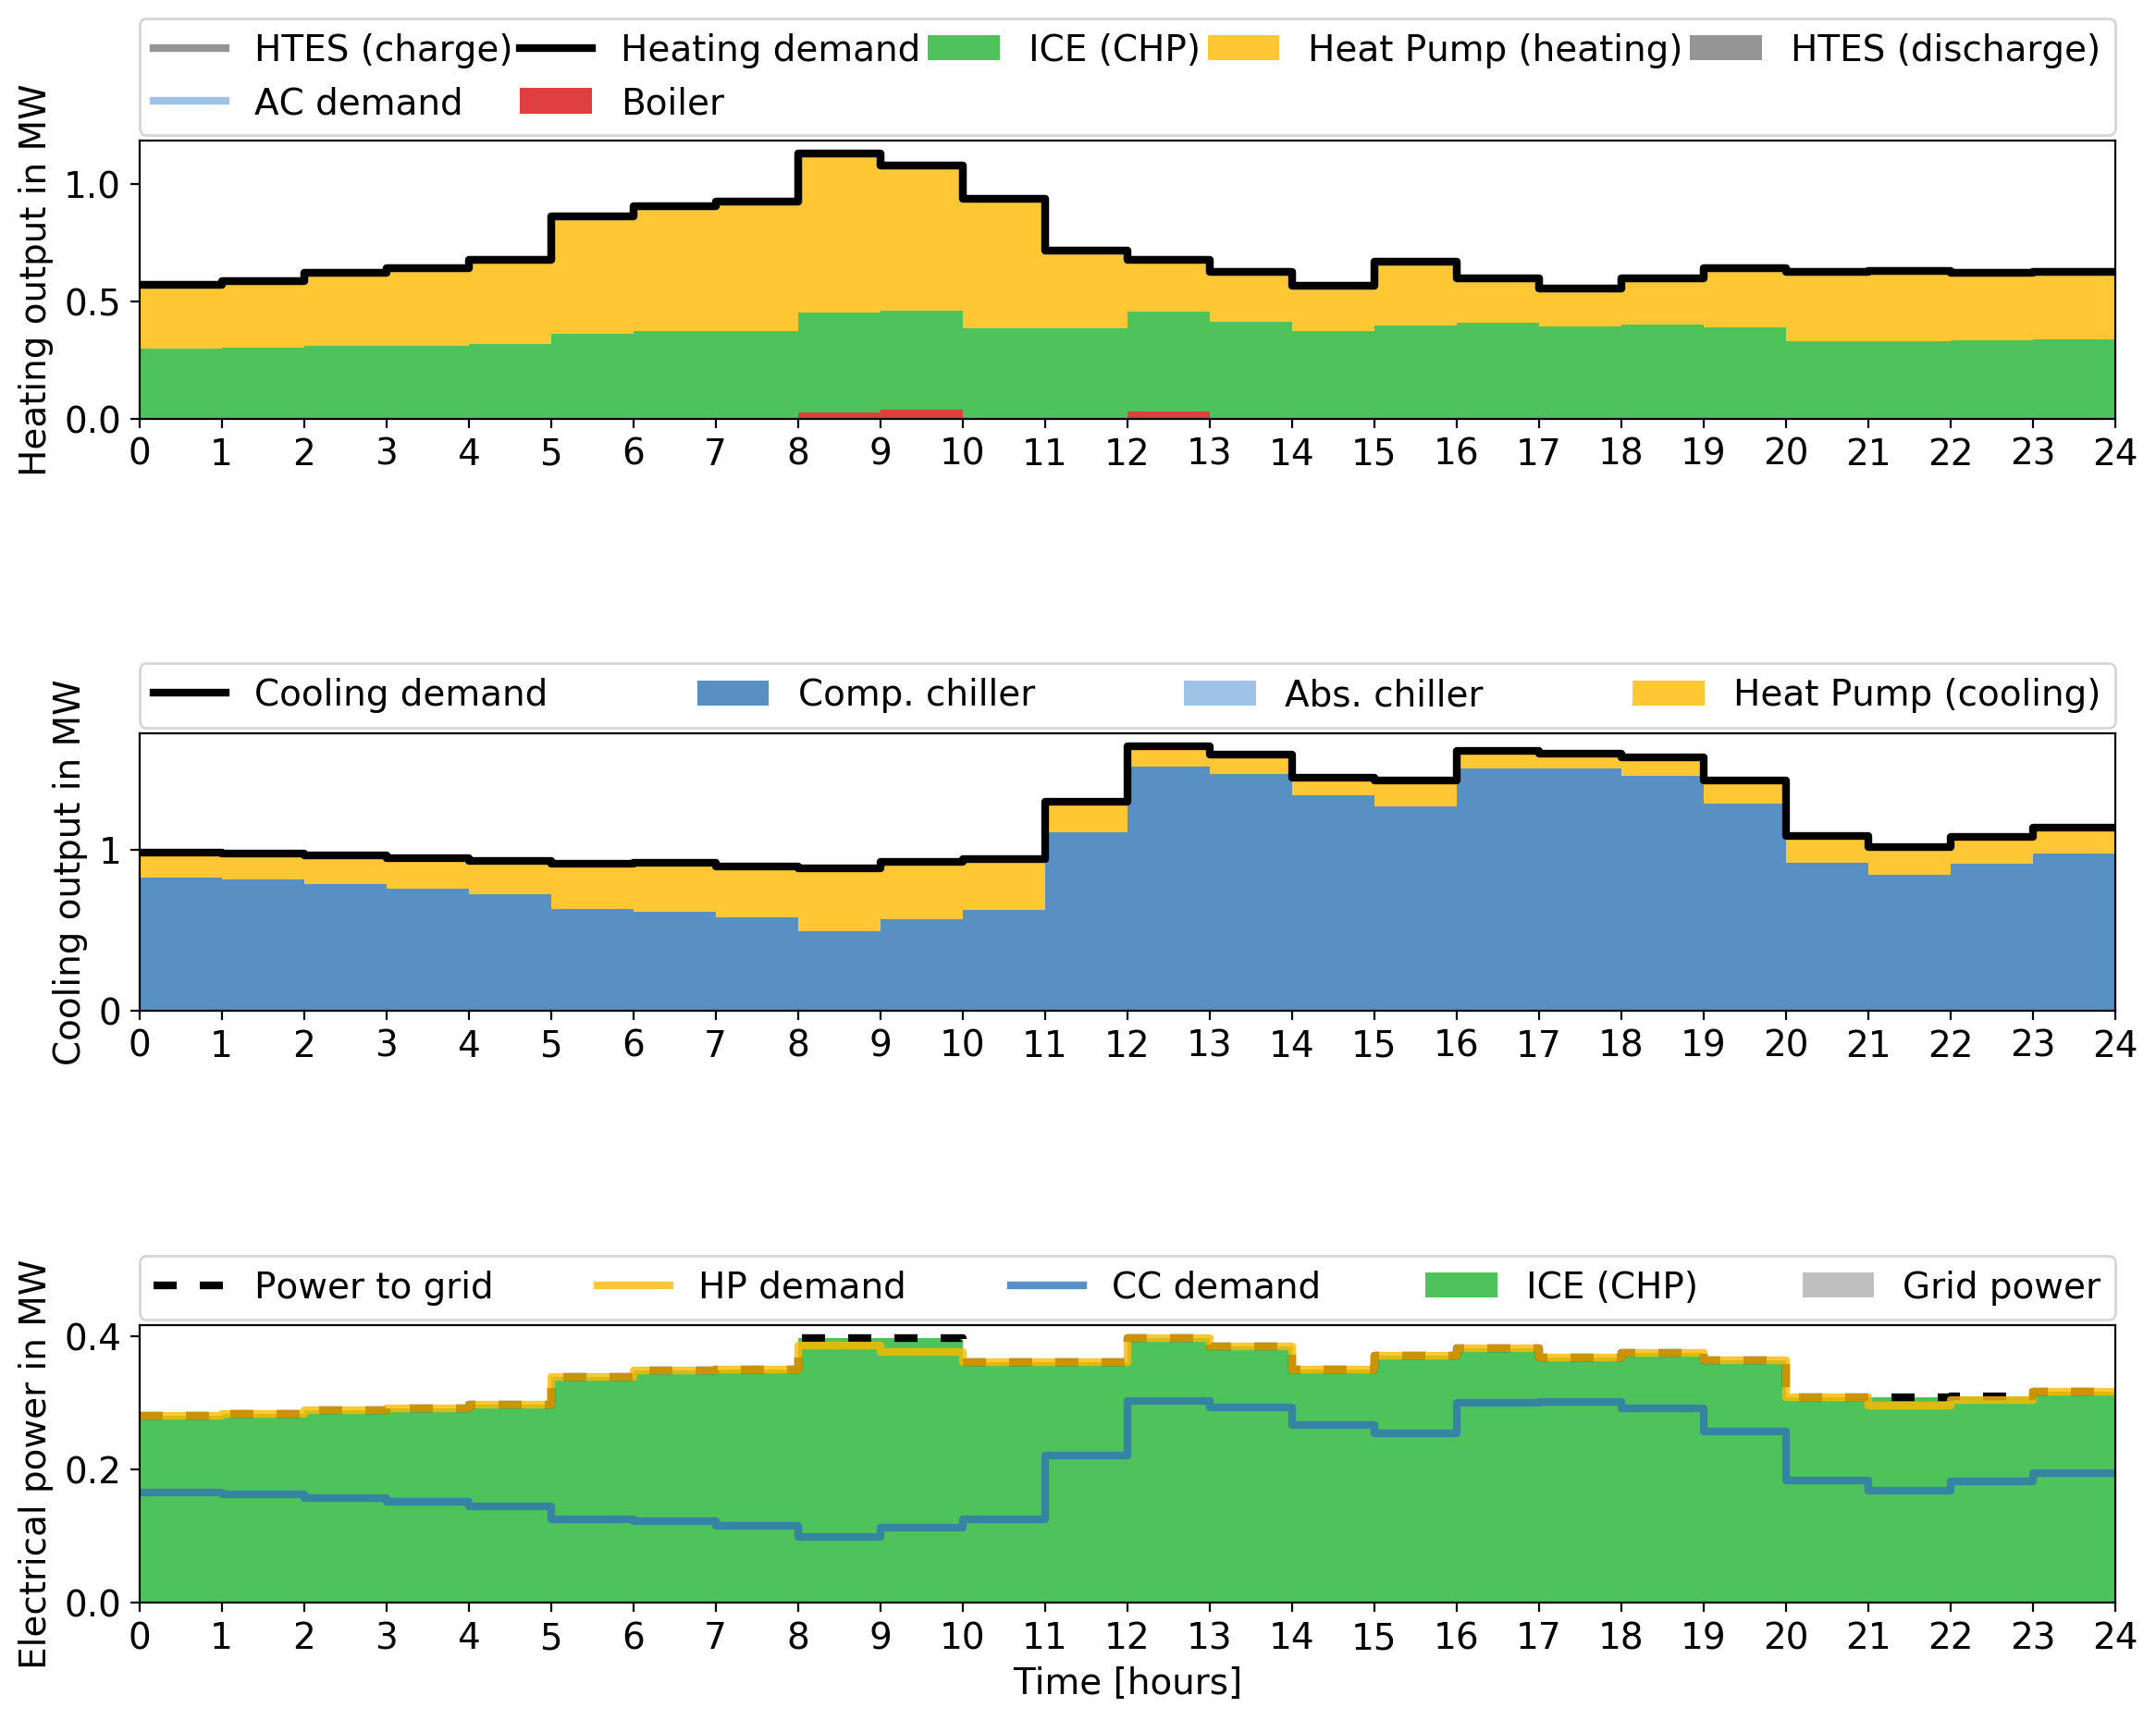 HTES (charge) Heating demand ICE (CHP) Heat Pump (heating) HTES (discharge)
AC demand Boiler
Heating output in MW
1.0
0.5
0.0
0 1 2 3 4 5 6 7 8 9 10 11 12 13 14 15 16 17 18 19 20 21 22 23 24
Cooling demand Comp. chiller Abs. chiller Heat Pump (cooling)
Cooling output in MW
1
0
0 1 2 3 4 5 6 7 8 9 10 11 12 13 14 15 16 17 18 19 20 21 22 23 24
Power to grid HP demand CC demand ICE (CHP) Grid power
Electrical power in MW
0.4
0.2
0.0
0 1 2 3 4 5 6 7 8 9 10 11 12 13 14 15 16 17 18 19 20 21 22 23 24
Time [hours]